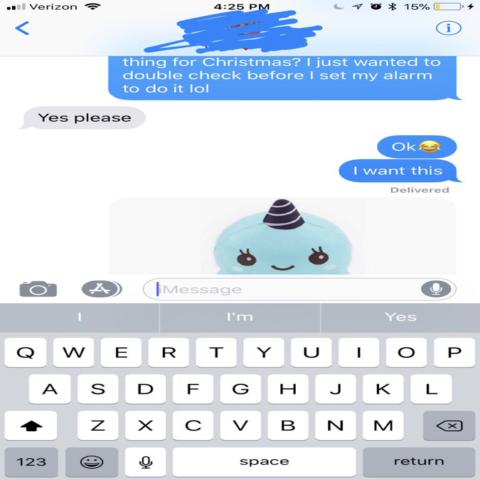 Verizon 4:25 PM 15%
thing for Christmas? I just wanted to
double check before I set my alarm
to do it lol
Yes please
Ok😂
I want this
Delivered
iMessage
I I'm Yes
Q W E R T Y U I O P
A S D F G H J K L
Z X C V B N M
123 space return